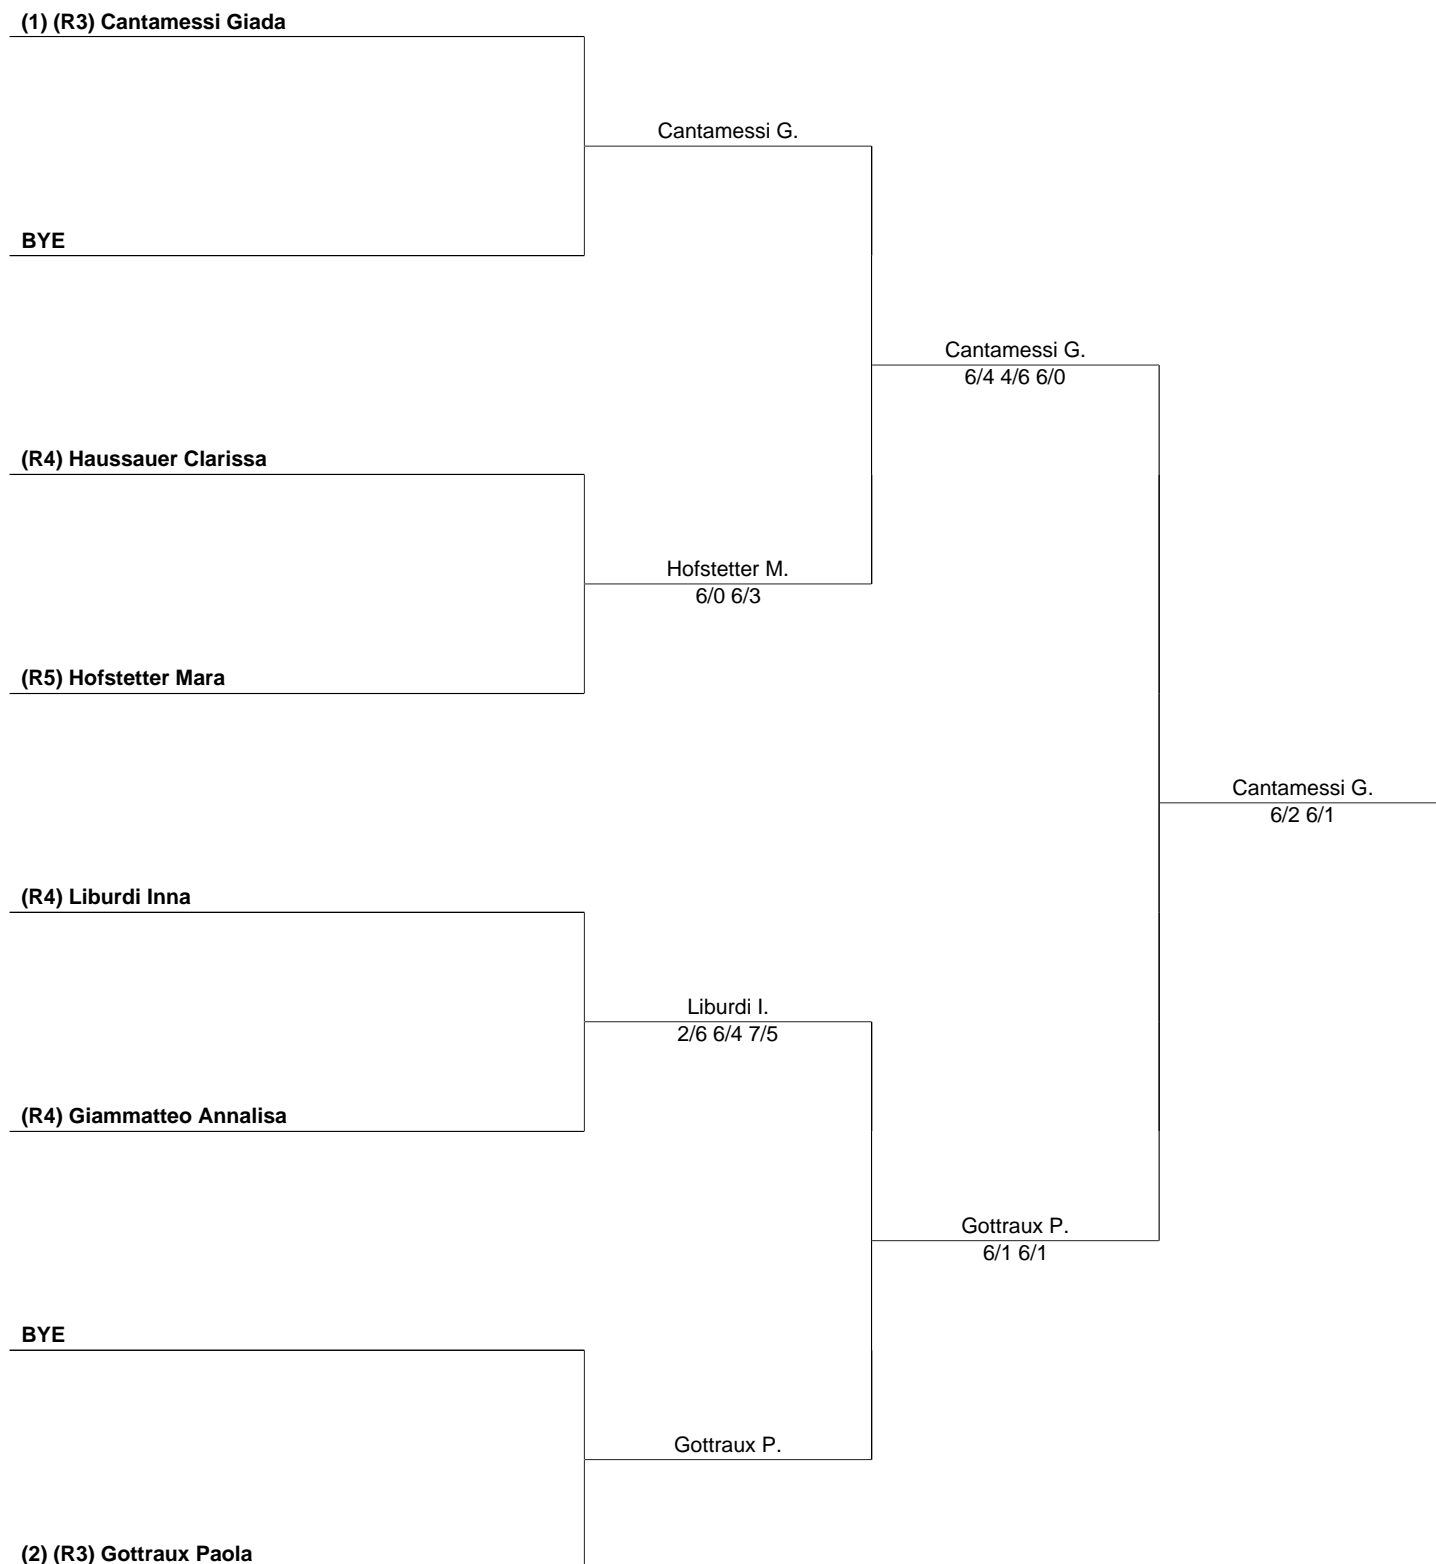 (1) (R3) Cantamessi Giada
Cantamessi G.
BYE
Cantamessi G.
6/4 4/6 6/0
(R4) Haussauer Clarissa
Hofstetter M.
6/0 6/3
(R5) Hofstetter Mara
Cantamessi G.
6/2 6/1
(R4) Liburdi Inna
Liburdi I.
2/6 6/4 7/5
(R4) Giammatteo Annalisa
Gottraux P.
6/1 6/1
BYE
Gottraux P.
(2) (R3) Gottraux Paola